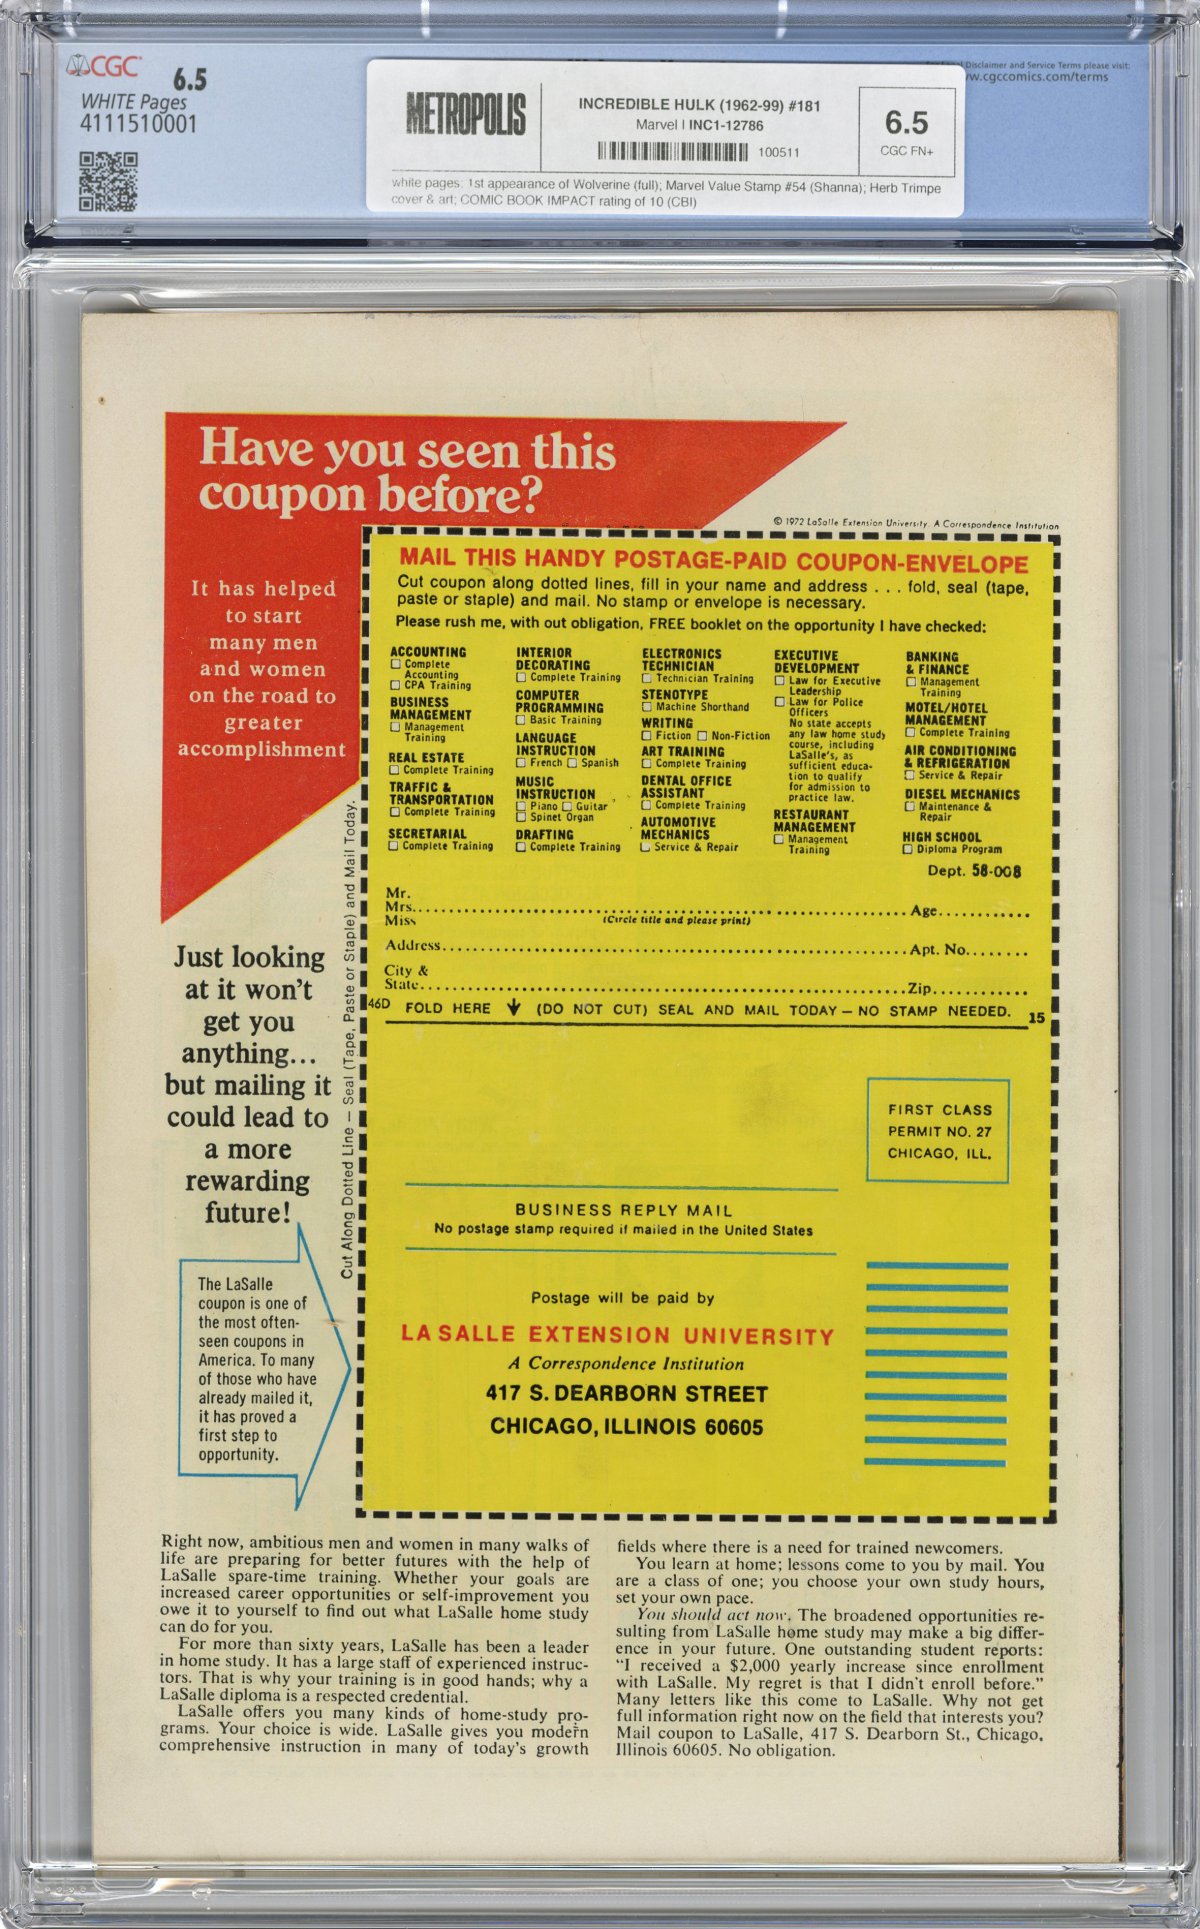 CGC 6.5
WHITE Pages
4111510001
Disclaimer and Service Terms please visit:
w.cgccomics.com/terms
METROPOLIS
INCREDIBLE HULK (1962-99) #181
Marvel | INC1-12786
100511
6.5
CGC FN+
white pages: 1st appearance of Wolverine (full); Marvel Value Stamp #54 (Shanna); Herb Trimpe
cover & art; COMIC BOOK IMPACT rating of 10 (CBI)
Have you seen this
coupon before?
It has helped
to start
many men
and women
on the road to
greater
accomplishment
Just looking
at it won't
get you
anything...
but mailing it
could lead to
a more
rewarding
future!
The LaSalle
coupon is one of
the most often-
seen coupons in
America. To many
of those who have
already mailed it,
it has proved a
first step to
opportunity.
Cut Along Dotted Line — Seal (Tape, Paste or Staple) and Mail Today.
© 1972 LaSalle Extension University. A Correspondence Institution
MAIL THIS HANDY POSTAGE-PAID COUPON-ENVELOPE
Cut coupon along dotted lines, fill in your name and address . . . fold, seal (tape,
paste or staple) and mail. No stamp or envelope is necessary.
Please rush me, with out obligation, FREE booklet on the opportunity I have checked:
ACCOUNTING
☐ Complete
Accounting
☐ CPA Training
BUSINESS
MANAGEMENT
☐ Management
Training
REAL ESTATE
☐ Complete Training
TRAFFIC &
TRANSPORTATION
☐ Complete Training
SECRETARIAL
☐ Complete Training
INTERIOR
DECORATING
☐ Complete Training
COMPUTER
PROGRAMMING
☐ Basic Training
LANGUAGE
INSTRUCTION
☐ French ☐ Spanish
MUSIC
INSTRUCTION
☐ Piano ☐ Guitar
☐ Spinet Organ
DRAFTING
☐ Complete Training
ELECTRONICS
TECHNICIAN
☐ Technician Training
STENOTYPE
☐ Machine Shorthand
WRITING
☐ Fiction ☐ Non-Fiction
ART TRAINING
☐ Complete Training
DENTAL OFFICE
ASSISTANT
☐ Complete Training
AUTOMOTIVE
MECHANICS
☐ Service & Repair
EXECUTIVE
DEVELOPMENT
☐ Law for Executive
Leadership
☐ Law for Police
Officers
No state accepts
any law home study
course, including
LaSalle's, as
sufficient educa-
tion to qualify
for admission to
practice law.
RESTAURANT
MANAGEMENT
☐ Management
Training
BANKING
& FINANCE
☐ Management
Training
MOTEL/HOTEL
MANAGEMENT
☐ Complete Training
AIR CONDITIONING
& REFRIGERATION
☐ Service & Repair
DIESEL MECHANICS
☐ Maintenance &
Repair
HIGH SCHOOL
☐ Diploma Program
Dept. 58-008
Mr.
Mrs. Age
Miss (Circle title and please print)
Address Apt. No.
City &
State Zip
46D FOLD HERE ↓ (DO NOT CUT) SEAL AND MAIL TODAY — NO STAMP NEEDED. 15
FIRST CLASS
PERMIT NO. 27
CHICAGO, ILL.
BUSINESS REPLY MAIL
No postage stamp required if mailed in the United States
Postage will be paid by
LA SALLE EXTENSION UNIVERSITY
A Correspondence Institution
417 S. DEARBORN STREET
CHICAGO, ILLINOIS 60605
Right now, ambitious men and women in many walks of
life are preparing for better futures with the help of
LaSalle spare-time training. Whether your goals are
increased career opportunities or self-improvement you
owe it to yourself to find out what LaSalle home study
can do for you.
For more than sixty years, LaSalle has been a leader
in home study. It has a large staff of experienced instruc-
tors. That is why your training is in good hands; why a
LaSalle diploma is a respected credential.
LaSalle offers you many kinds of home-study pro-
grams. Your choice is wide. LaSalle gives you modern
comprehensive instruction in many of today's growth
fields where there is a need for trained newcomers.
You learn at home; lessons come to you by mail. You
are a class of one; you choose your own study hours,
set your own pace.
You should act now. The broadened opportunities re-
sulting from LaSalle home study may make a big differ-
ence in your future. One outstanding student reports:
"I received a $2,000 yearly increase since enrollment
with LaSalle. My regret is that I didn't enroll before."
Many letters like this come to LaSalle. Why not get
full information right now on the field that interests you?
Mail coupon to LaSalle, 417 S. Dearborn St., Chicago,
Illinois 60605. No obligation.